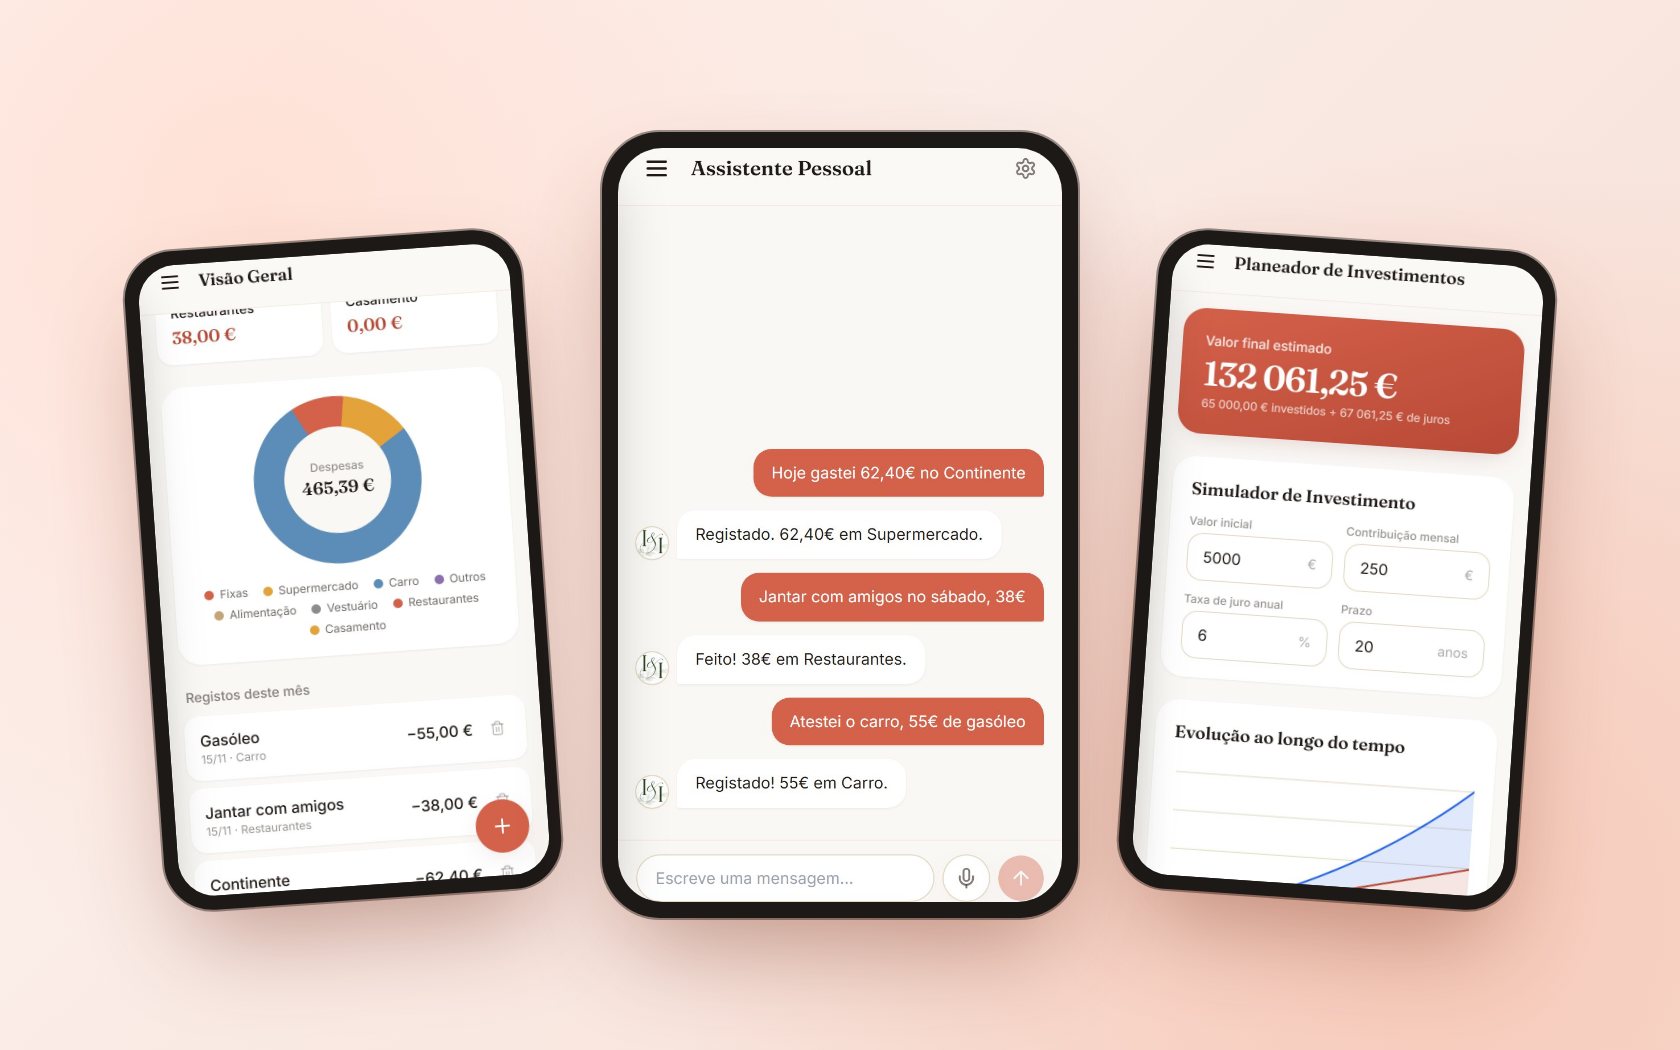 Visão Geral
Restaurantes
38,00 €
Casamento
0,00 €
Despesas
465,39 €
Fixas
Supermercado
Carro
Outros
Alimentação
Vestuário
Restaurantes
Casamento
Registos deste mês
Gasóleo
−55,00 €
15/11 · Carro
Jantar com amigos
−38,00 €
15/11 · Restaurantes
Continente
−62,40 €
Assistente Pessoal
Hoje gastei 62,40€ no Continente
Registado. 62,40€ em Supermercado.
Jantar com amigos no sábado, 38€
Feito! 38€ em Restaurantes.
Atestei o carro, 55€ de gasóleo
Registado! 55€ em Carro.
Escreve uma mensagem...
Planeador de Investimentos
Valor final estimado
132 061,25 €
65 000,00 € investidos + 67 061,25 € de juros
Simulador de Investimento
Valor inicial
5000 €
Contribuição mensal
250 €
Taxa de juro anual
6 %
Prazo
20 anos
Evolução ao longo do tempo